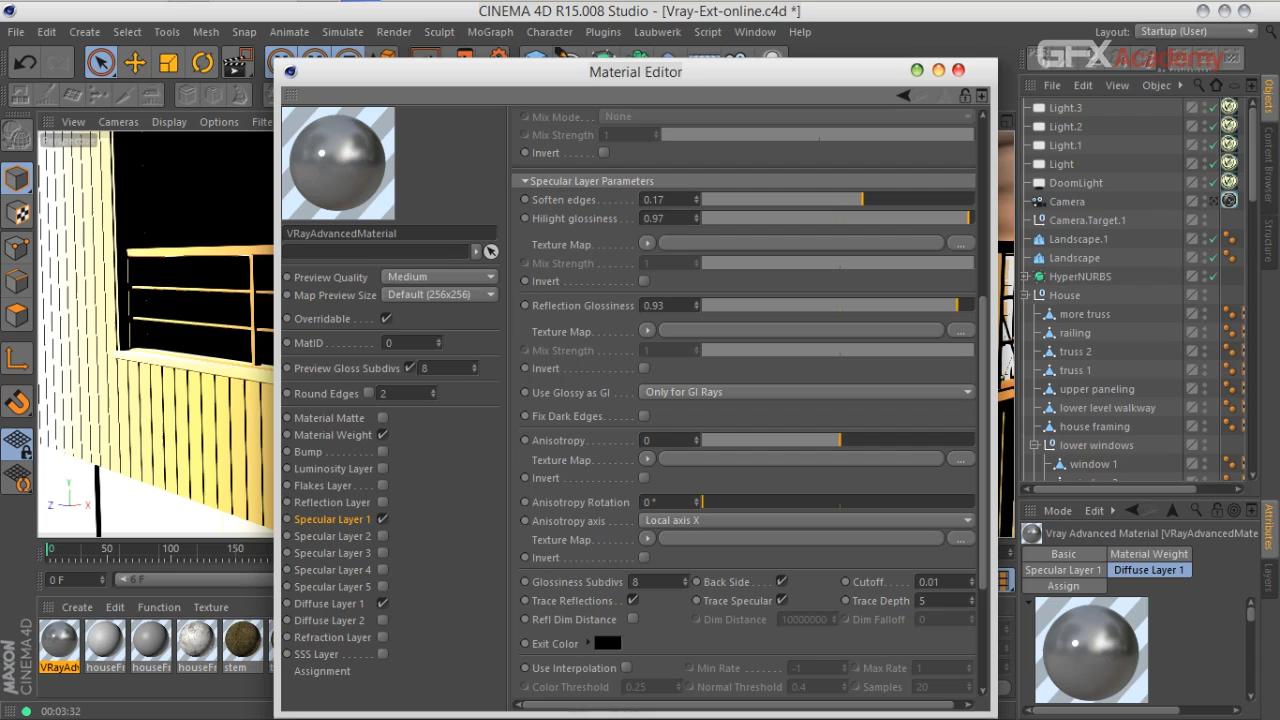 CINEMA 4D R15.008 Studio - [Vray-Ext-online.c4d *]
File Edit Create Select Tools Mesh Snap Animate Simulate Render Sculpt MoGraph Character Plugins Laubwerk Script Window Help
Layout: Startup (User)
GFX Academy
View Cameras Display Options Filte
Material Editor
VRayAdvancedMaterial
Preview Quality Medium
Map Preview Size Default (256x256)
Overridable
MatID 0
Preview Gloss Subdivs 8
Round Edges 2
Material Matte
Material Weight
Bump
Luminosity Layer
Flakes Layer
Reflection Layer
Specular Layer 1
Specular Layer 2
Specular Layer 3
Specular Layer 4
Specular Layer 5
Diffuse Layer 1
Diffuse Layer 2
Refraction Layer
SSS Layer
Assignment
Mix Mode None
Mix Strength 1
Invert
Specular Layer Parameters
Soften edges 0.17
Hilight glossiness 0.97
Texture Map ...
Mix Strength 1
Invert
Reflection Glossiness 0.93
Texture Map ...
Mix Strength 1
Invert
Use Glossy as GI Only for GI Rays
Fix Dark Edges
Anisotropy 0
Texture Map ...
Invert
Anisotropy Rotation 0 °
Anisotropy axis Local axis X
Texture Map ...
Invert
Glossiness Subdivs 8 Back Side Cutoff 0.01
Trace Reflections Trace Specular Trace Depth 5
Refl Dim Distance Dim Distance 10000000 Dim Falloff 0
Exit Color
Use Interpolation Min Rate -1 Max Rate 1
Color Threshold 0.25 Normal Threshold 0.4 Samples 20
File Edit View Objec
Light.3
Light.2
Light.1
Light
DoomLight
Camera
Camera.Target.1
Landscape.1
Landscape
HyperNURBS
House
more truss
railing
truss 2
truss 1
upper paneling
lower level walkway
house framing
lower windows
window 1
Objects
Content Browser
Structure
Mode Edit
Vray Advanced Material [VRayAdvancedMate
Basic Material Weight
Specular Layer 1 Diffuse Layer 1
Assign
Attributes
Layers
Z Y X
0 50 100 150
0 F 6 F
Create Edit Function Texture
VRayAdv houseFr houseFr houseFr stem
MAXON CINEMA 4D
00:03:32